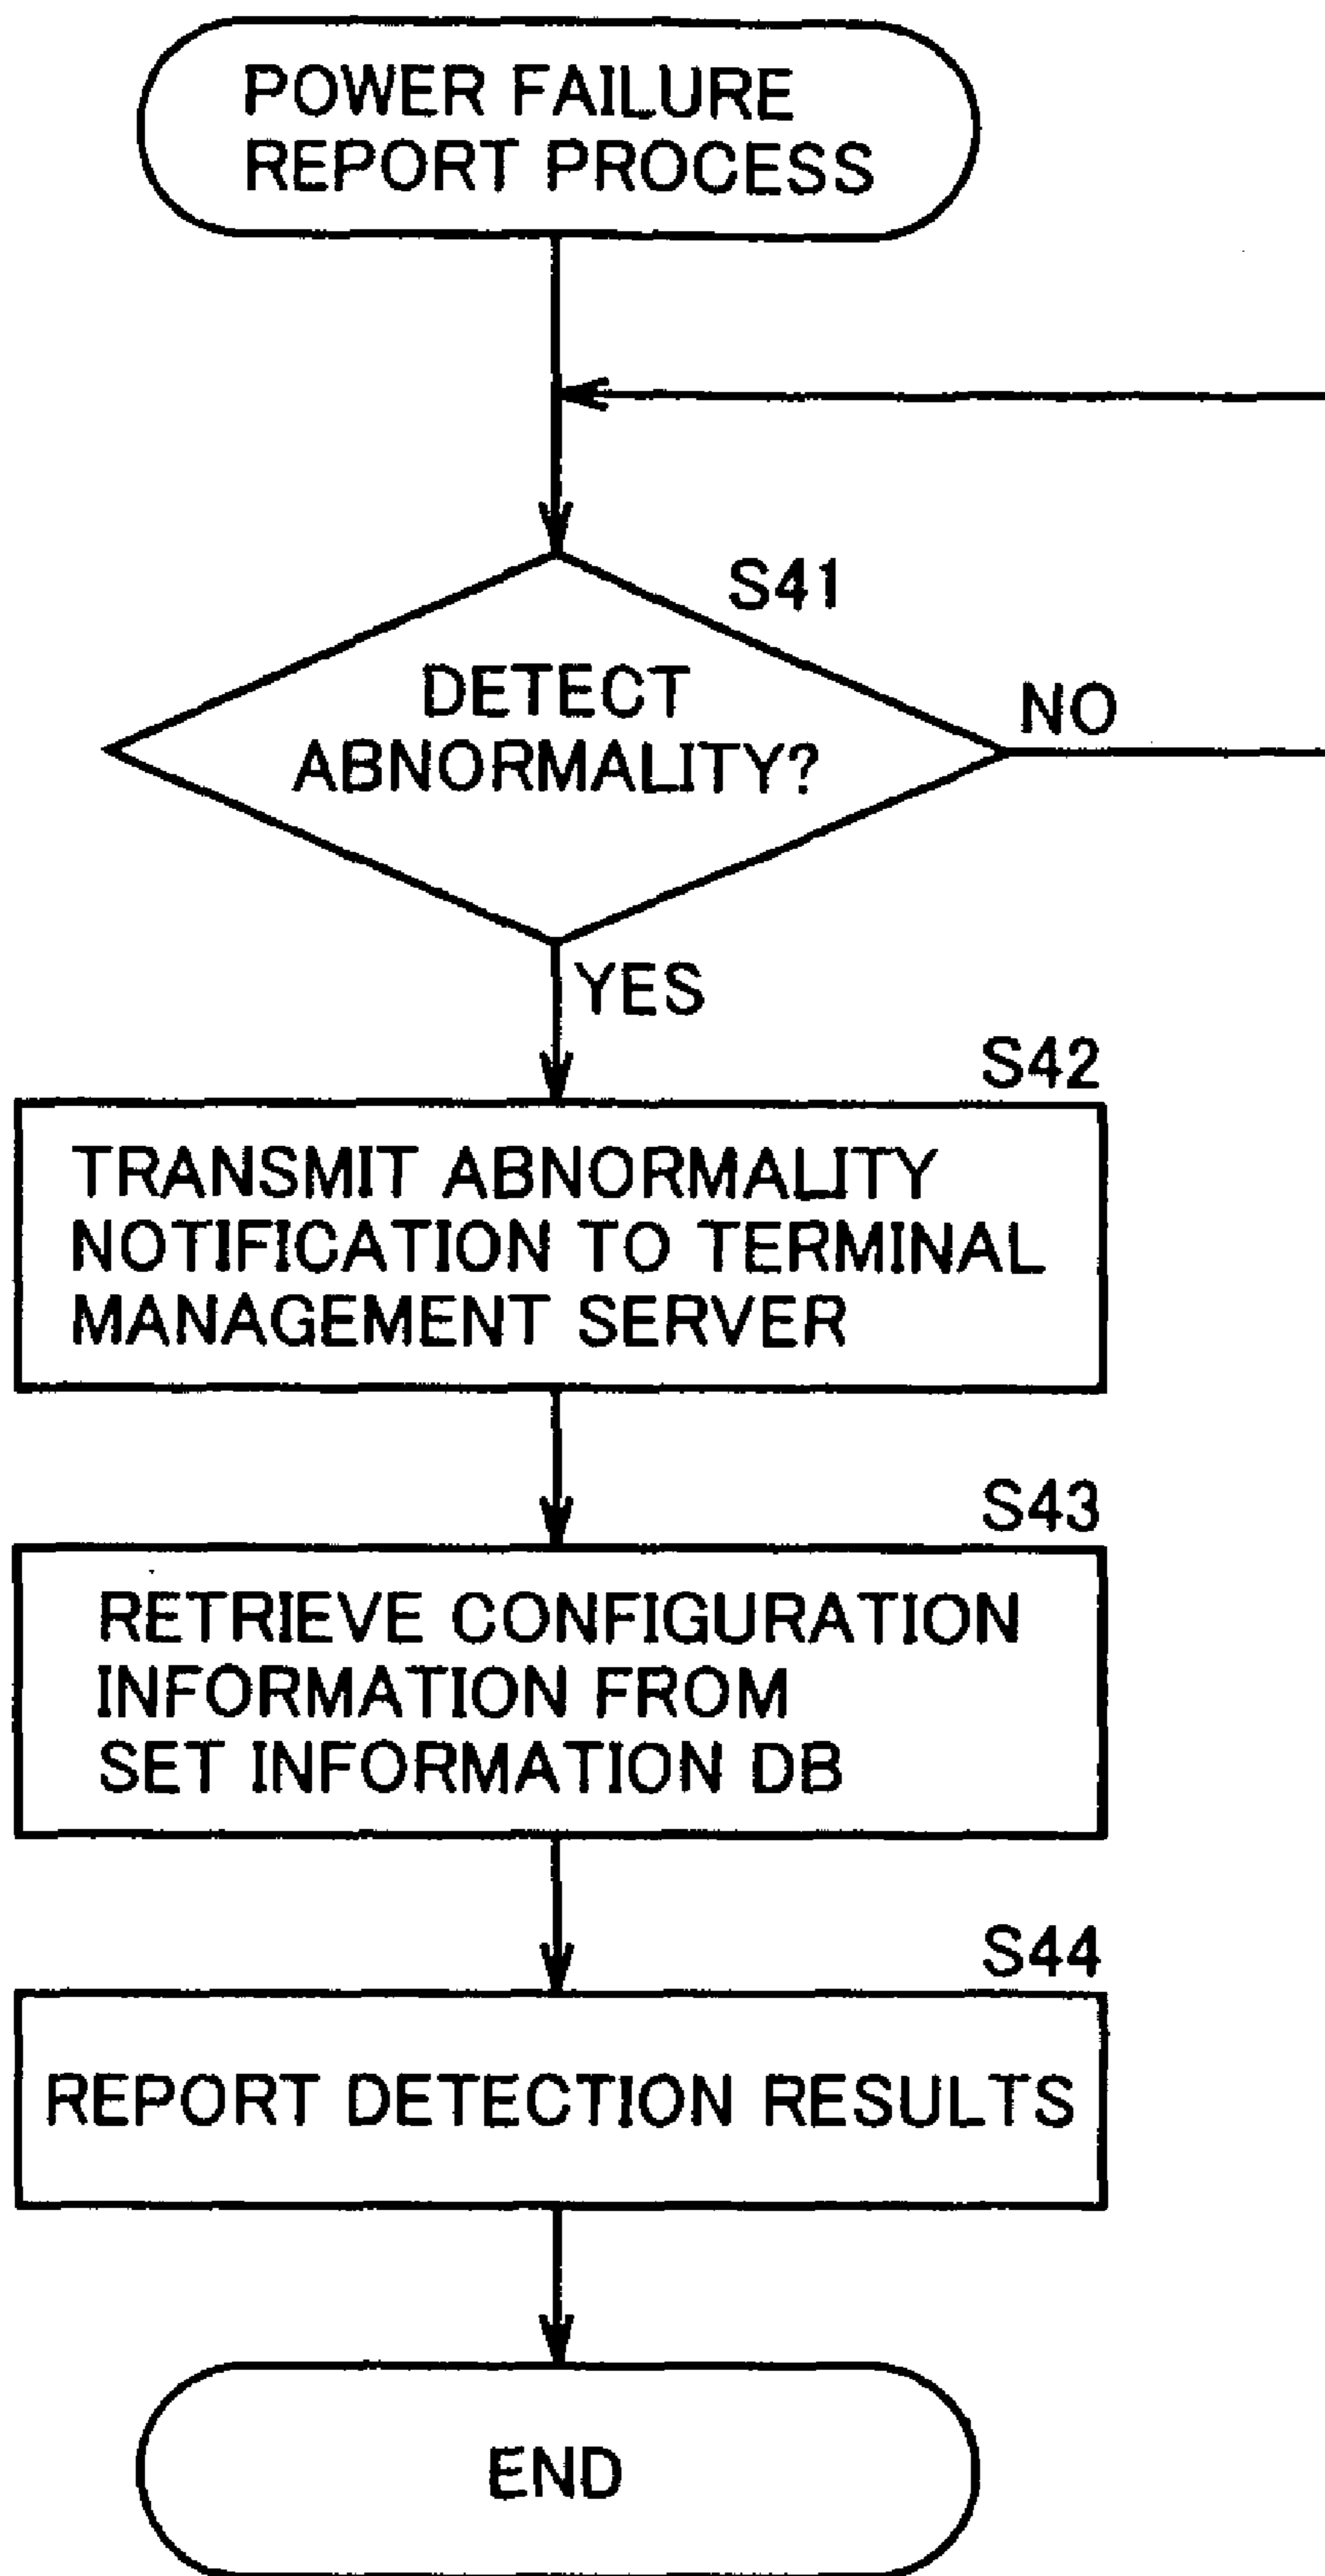 POWER FAILURE
REPORT PROCESS
S41
DETECT
ABNORMALITY?
NO
YES
S42
TRANSMIT ABNORMALITY
NOTIFICATION TO TERMINAL
MANAGEMENT SERVER
S43
RETRIEVE CONFIGURATION
INFORMATION FROM
SET INFORMATION DB
S44
REPORT DETECTION RESULTS
END